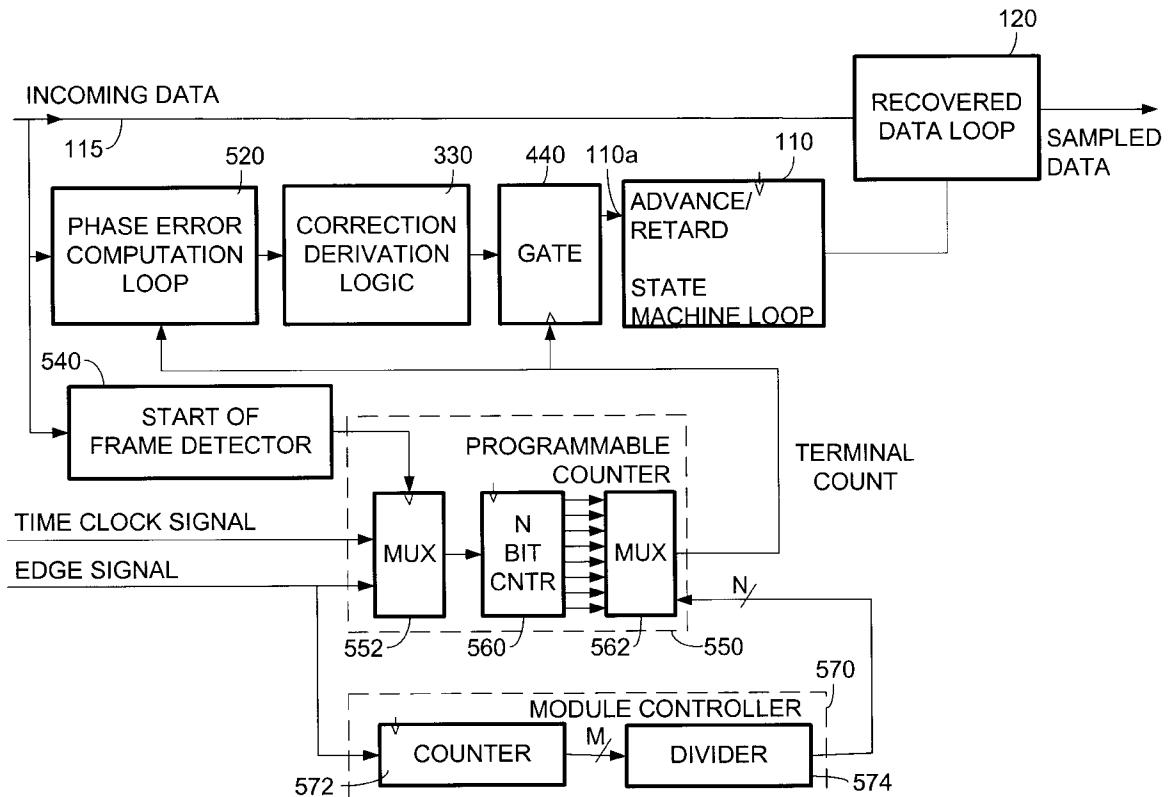 120
INCOMING DATA
RECOVERED
DATA LOOP
115
520
330
440
110a
110
SAMPLED
DATA
PHASE ERROR
COMPUTATION
LOOP
CORRECTION
DERIVATION
LOGIC
GATE
ADVANCE/
RETARD
STATE
MACHINE LOOP
540
START OF
FRAME DETECTOR
PROGRAMMABLE
COUNTER
TERMINAL
COUNT
TIME CLOCK SIGNAL
EDGE SIGNAL
MUX
N
BIT
CNTR
MUX
N
552
560
562
550
570
MODULE CONTROLLER
COUNTER
M
DIVIDER
572
574